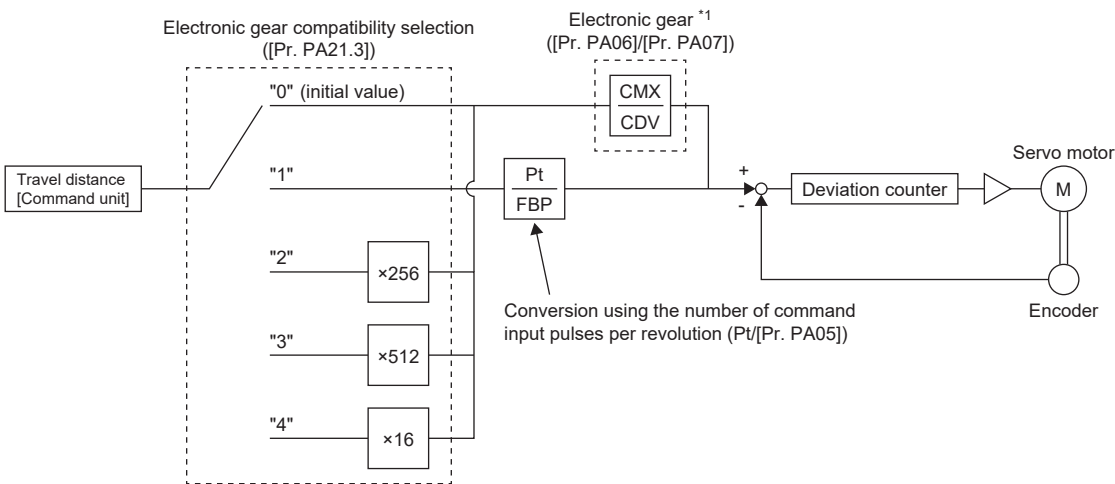 Electronic gear compatibility selection
([Pr. PA21.3])
Electronic gear *1
([Pr. PA06]/[Pr. PA07])
"0" (initial value)
CMX
CDV
Travel distance
[Command unit]
"1"
Pt
FBP
+
-
Deviation counter
Servo motor
M
"2"
×256
Conversion using the number of command
input pulses per revolution (Pt/[Pr. PA05])
Encoder
"3"
×512
"4"
×16